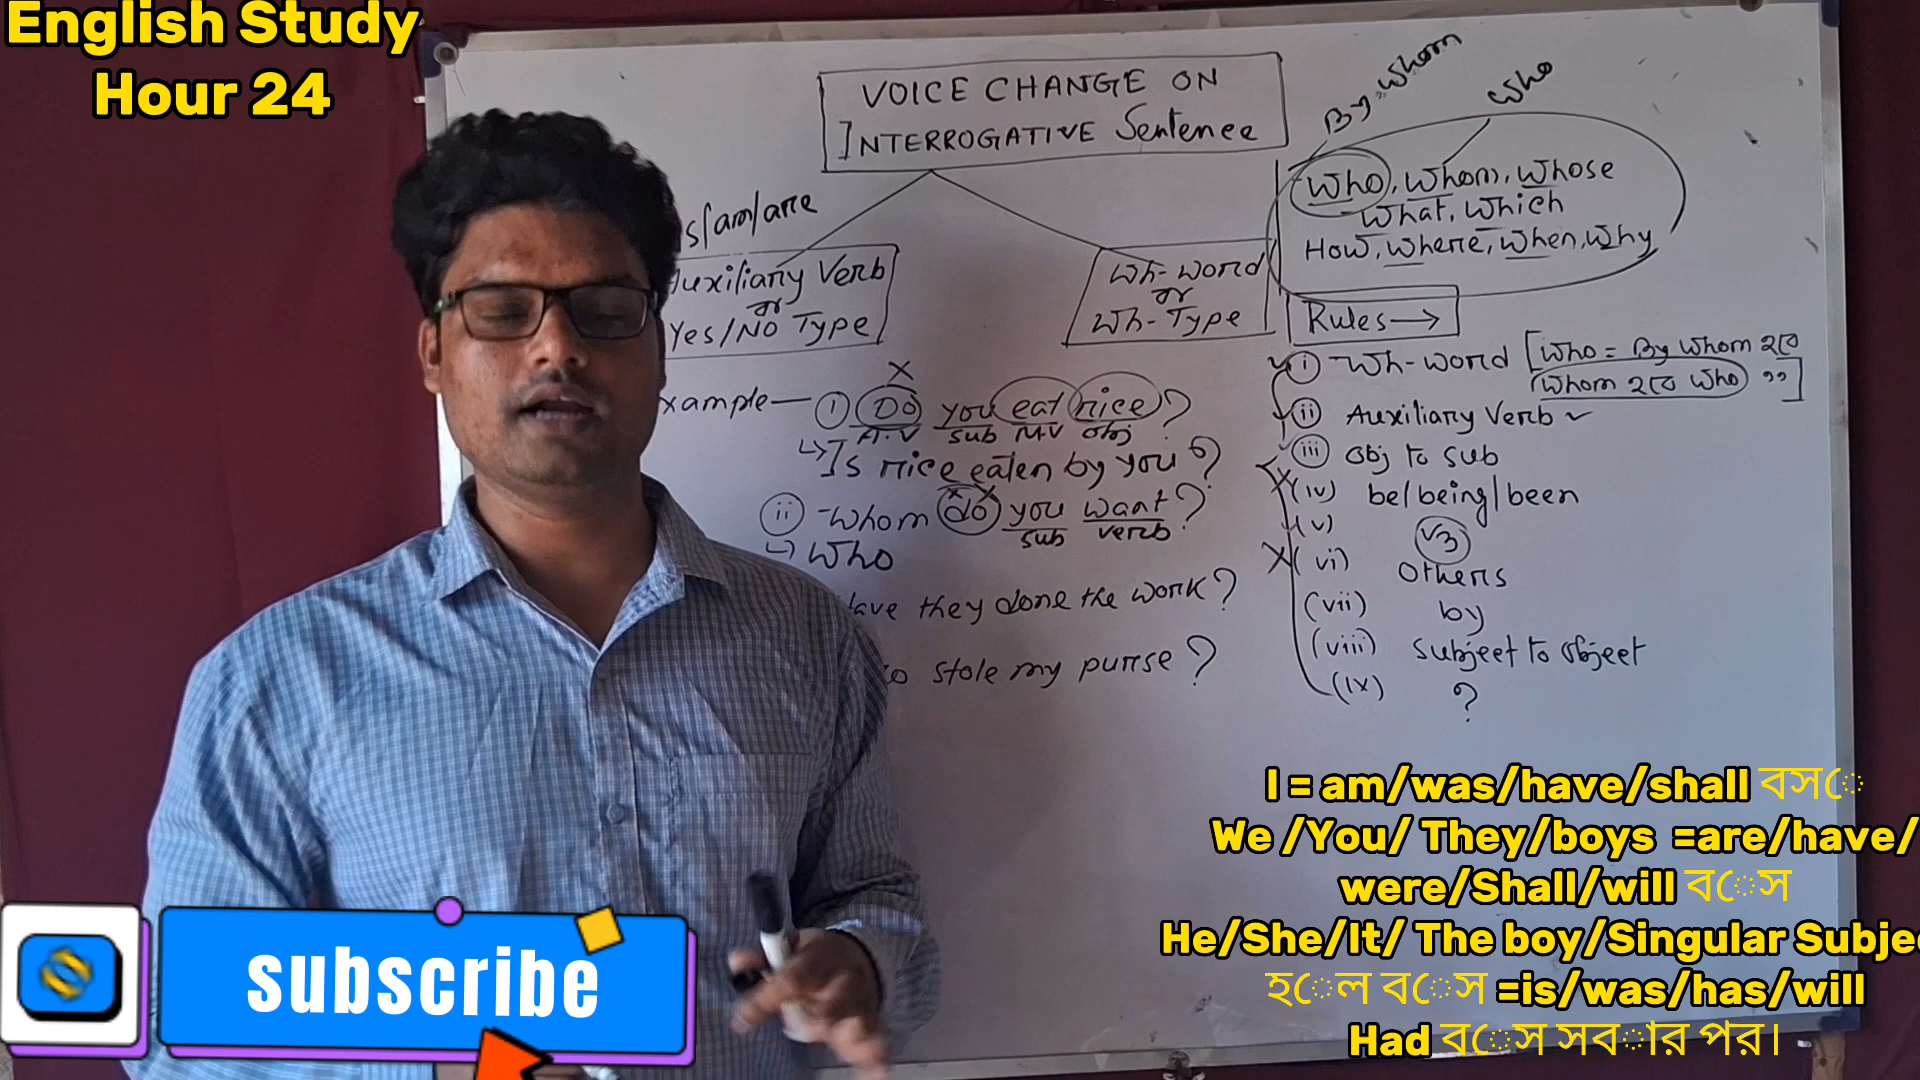 English Study
Hour 24
VOICE CHANGE ON
INTERROGATIVE Sentence
By whom
who
who, whom, whose
what, which
How, where, when, why
s/am/are
Auxiliary Verb
or
Yes/NO Type
Wh-word
or
Wh-Type
Rules→
(i) Wh-word [who = By whom হবে
whom হবে who ,,]
(ii) Auxiliary Verb ✓
(iii) Obj to sub
(iv) be/being/been
(v) V3
(vi) Others
(vii) by
(viii) subject to object
(ix) ?
xample— (i) Do you eat rice?
A.V sub M.V obj
↳ Is rice eaten by you?
(ii) whom do you want?
sub verb
↳ who
Have they done the work?
o stole my purse?
I = am/was/have/shall বসে
We /You/ They/boys =are/have/
were/Shall/will বসে
He/She/It/ The boy/Singular Subje
হলে বসে =is/was/has/will
Had বসে সবার পর।
subscribe